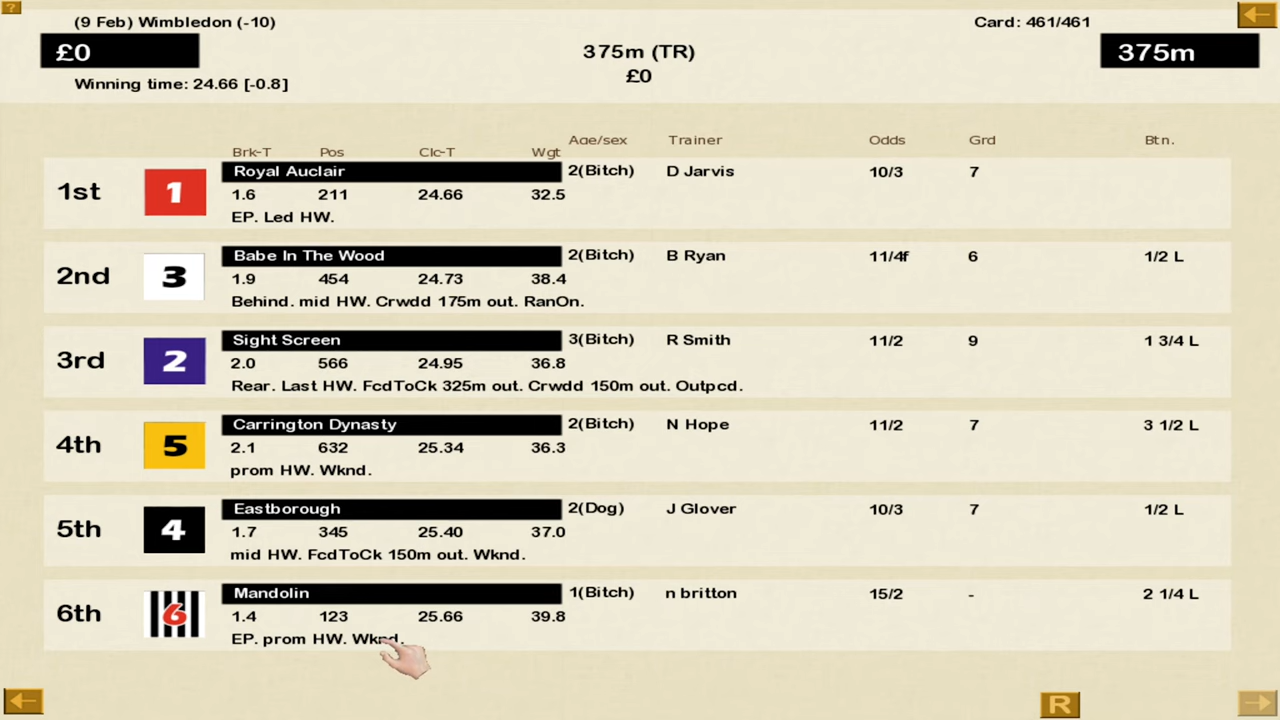 ?
(9 Feb) Wimbledon (-10)
Card: 461/461
£0
375m (TR)
375m
£0
Winning time: 24.66 [-0.8]
Brk-T Pos Clc-T Wgt Age/sex Trainer Odds Grd Btn.
1st 1 Royal Auclair 2(Bitch) D Jarvis 10/3 7
1.6 211 24.66 32.5
EP. Led HW.
2nd 3 Babe In The Wood 2(Bitch) B Ryan 11/4f 6 1/2 L
1.9 454 24.73 38.4
Behind. mid HW. Crwdd 175m out. RanOn.
3rd 2 Sight Screen 3(Bitch) R Smith 11/2 9 1 3/4 L
2.0 566 24.95 36.8
Rear. Last HW. FcdToCk 325m out. Crwdd 150m out. Outpcd.
4th 5 Carrington Dynasty 2(Bitch) N Hope 11/2 7 3 1/2 L
2.1 632 25.34 36.3
prom HW. Wknd.
5th 4 Eastborough 2(Dog) J Glover 10/3 7 1/2 L
1.7 345 25.40 37.0
mid HW. FcdToCk 150m out. Wknd.
6th 6 Mandolin 1(Bitch) n britton 15/2 - 2 1/4 L
1.4 123 25.66 39.8
EP. prom HW. Wknd.
R